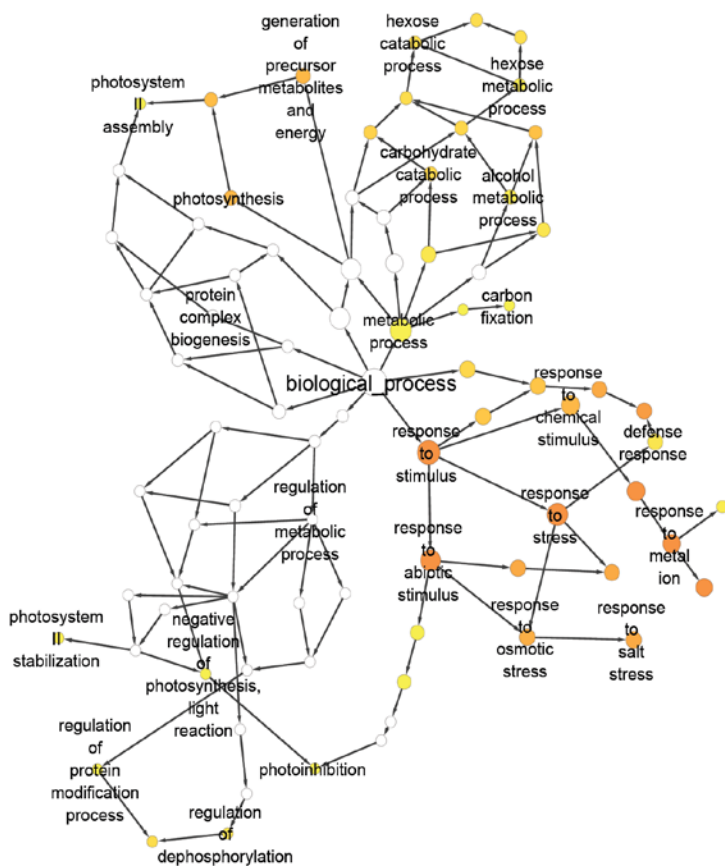 generation
of
precursor
metabolites
and
energy
hexose
catabolic
process
hexose
metabolic
process
photosystem
II
assembly
carbohydrate
catabolic
process
alcohol
metabolic
process
photosynthesis
protein
complex
biogenesis
metabolic
process
carbon
fixation
biological_process
response
to
chemical
stimulus
defense
response
response
to
stimulus
response
to
stress
response
to
metal
ion
response
to
abiotic
stimulus
response
to
osmotic
stress
response
to
salt
stress
regulation
of
metabolic
process
photosystem
II
stabilization
negative
regulation
of
photosynthesis,
light
reaction
regulation
of
protein
modification
process
photoinhibition
regulation
of
dephosphorylation